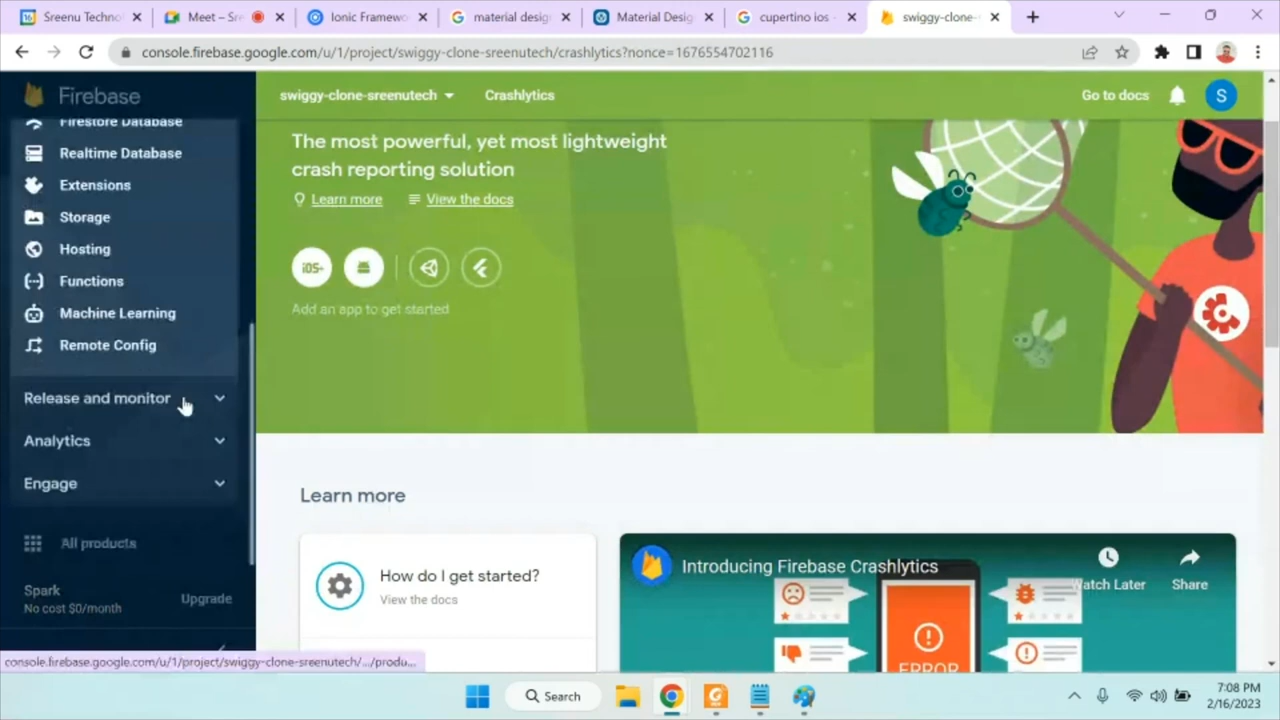 Sreenu Techno
Meet – Sre
Ionic Framewo
material desig
Material Desig
cupertino ios
swiggy-clone-
console.firebase.google.com/u/1/project/swiggy-clone-sreenutech/crashlytics?nonce=1676554702116
Firebase
swiggy-clone-sreenutech
Crashlytics
Go to docs
S
Firestore Database
Realtime Database
Extensions
Storage
Hosting
Functions
Machine Learning
Remote Config
Release and monitor
Analytics
Engage
All products
Spark
No cost $0/month
Upgrade
The most powerful, yet most lightweight
crash reporting solution
Learn more
View the docs
iOS+
Add an app to get started
Learn more
How do I get started?
View the docs
Introducing Firebase Crashlytics
Watch Later
Share
ERROR
console.firebase.google.com/u/1/project/swiggy-clone-sreenutech/.../produ...
Search
7:08 PM
2/16/2023